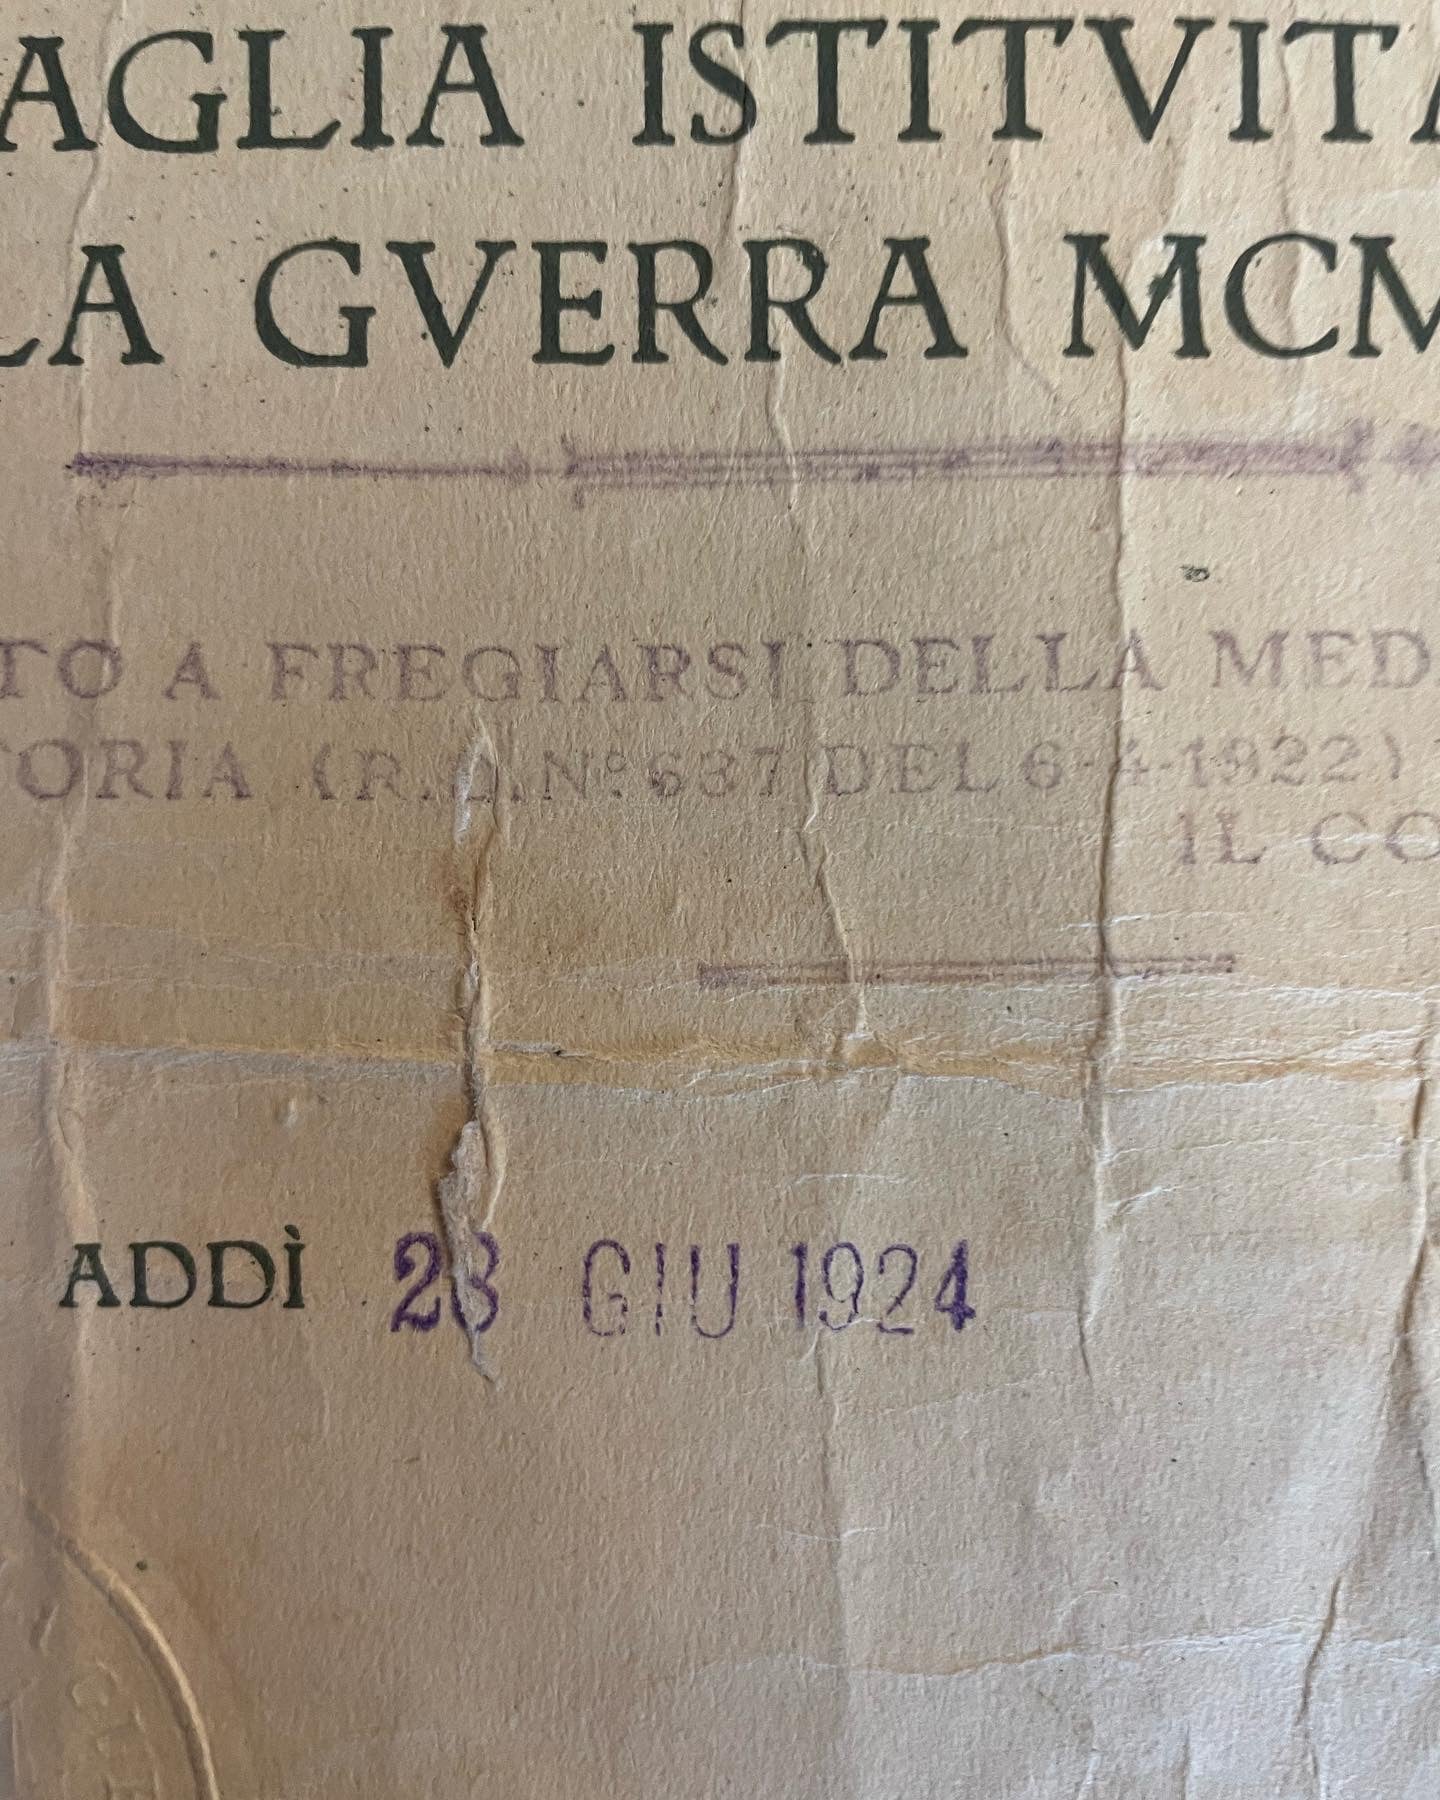 AGLIA ISTITVITA
LA GVERRA MCM
TO A FREGIARSI DELLA MED
TORIA (R.D.N°.637 DEL 6-4-1922)
IL CO
ADDÌ 28 GIU 1924